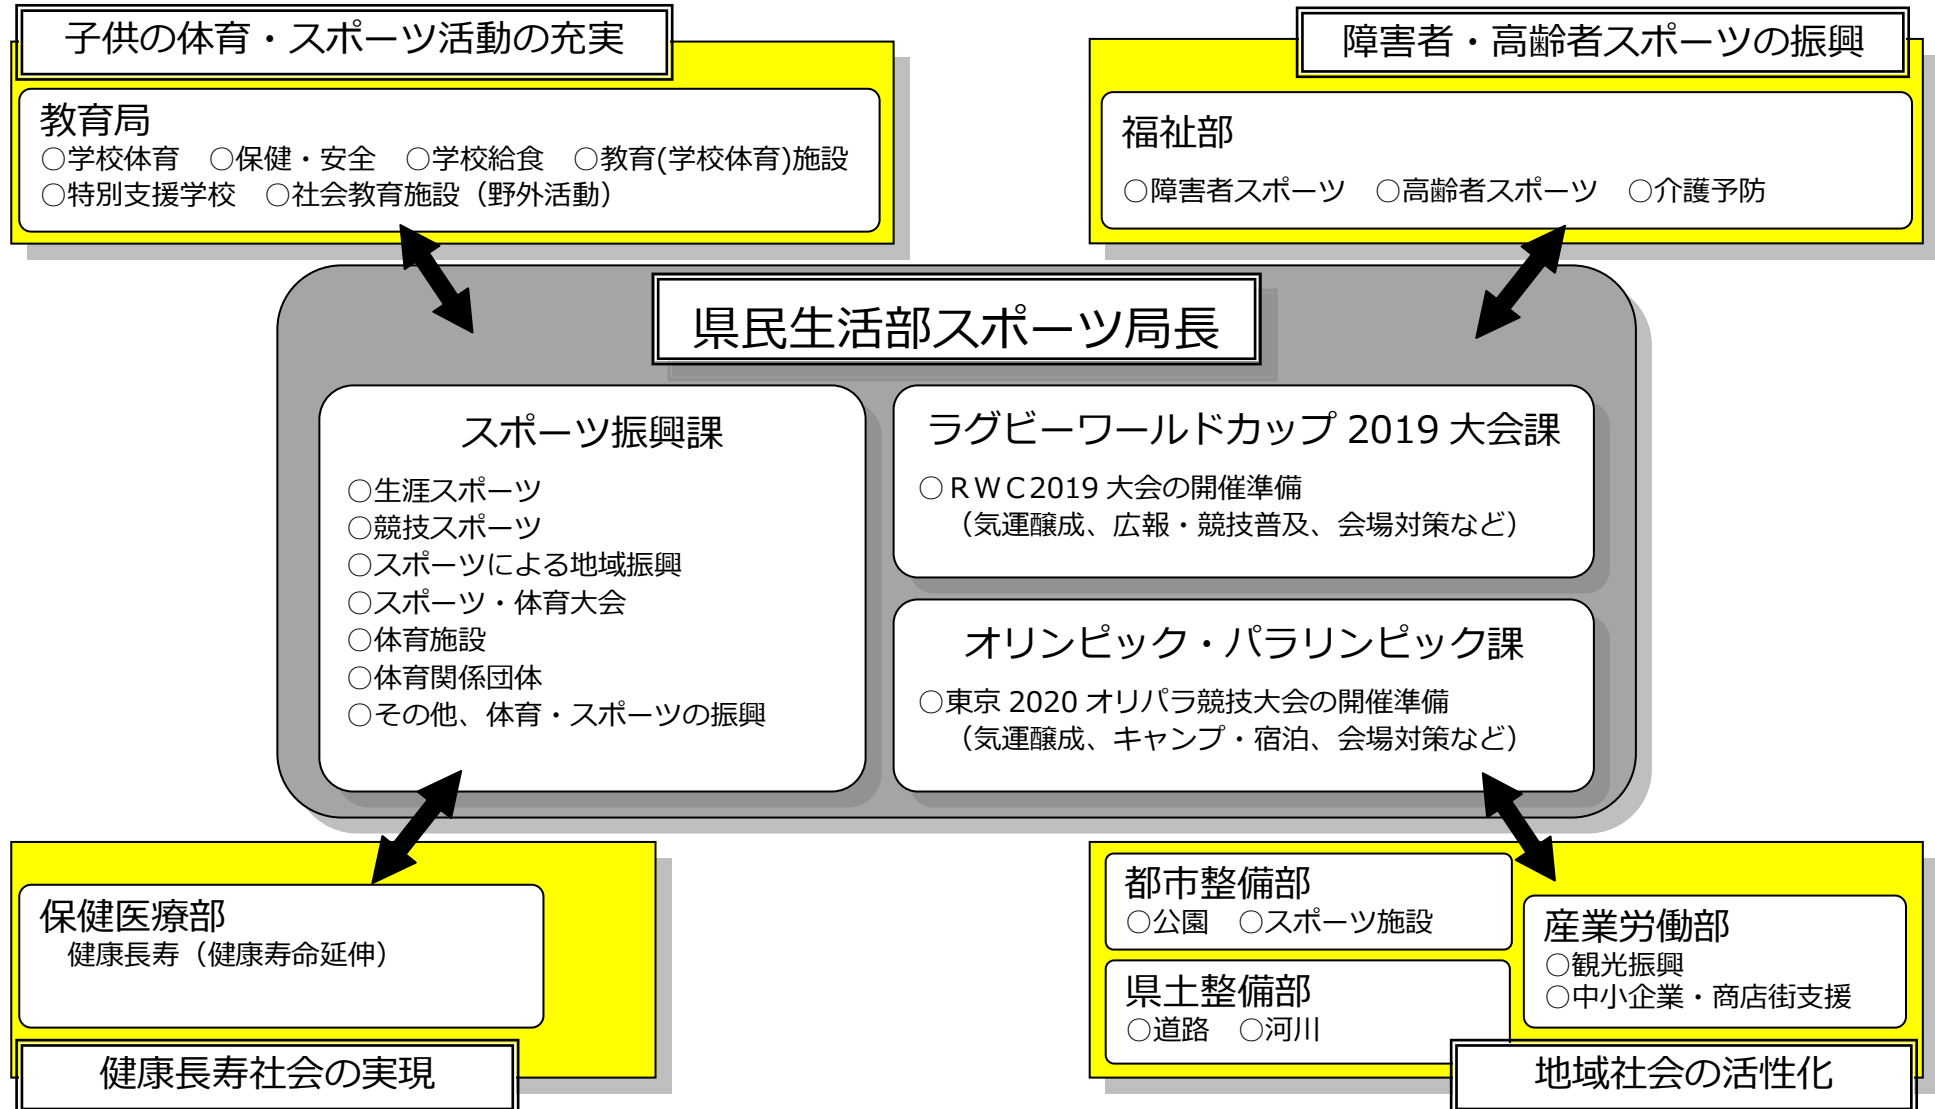 子供の体育・スポーツ活動の充実
教育局
○学校体育　○保健・安全　○学校給食　○教育(学校体育)施設
○特別支援学校　○社会教育施設（野外活動）
障害者・高齢者スポーツの振興
福祉部
○障害者スポーツ　○高齢者スポーツ　○介護予防
県民生活部スポーツ局長
スポーツ振興課
○生涯スポーツ
○競技スポーツ
○スポーツによる地域振興
○スポーツ・体育大会
○体育施設
○体育関係団体
○その他、体育・スポーツの振興
ラグビーワールドカップ 2019 大会課
○ＲＷＣ2019 大会の開催準備
（気運醸成、広報・競技普及、会場対策など）
オリンピック・パラリンピック課
○東京 2020 オリパラ競技大会の開催準備
（気運醸成、キャンプ・宿泊、会場対策など）
保健医療部
健康長寿（健康寿命延伸）
健康長寿社会の実現
都市整備部
○公園　○スポーツ施設
県土整備部
○道路　○河川
産業労働部
○観光振興
○中小企業・商店街支援
地域社会の活性化